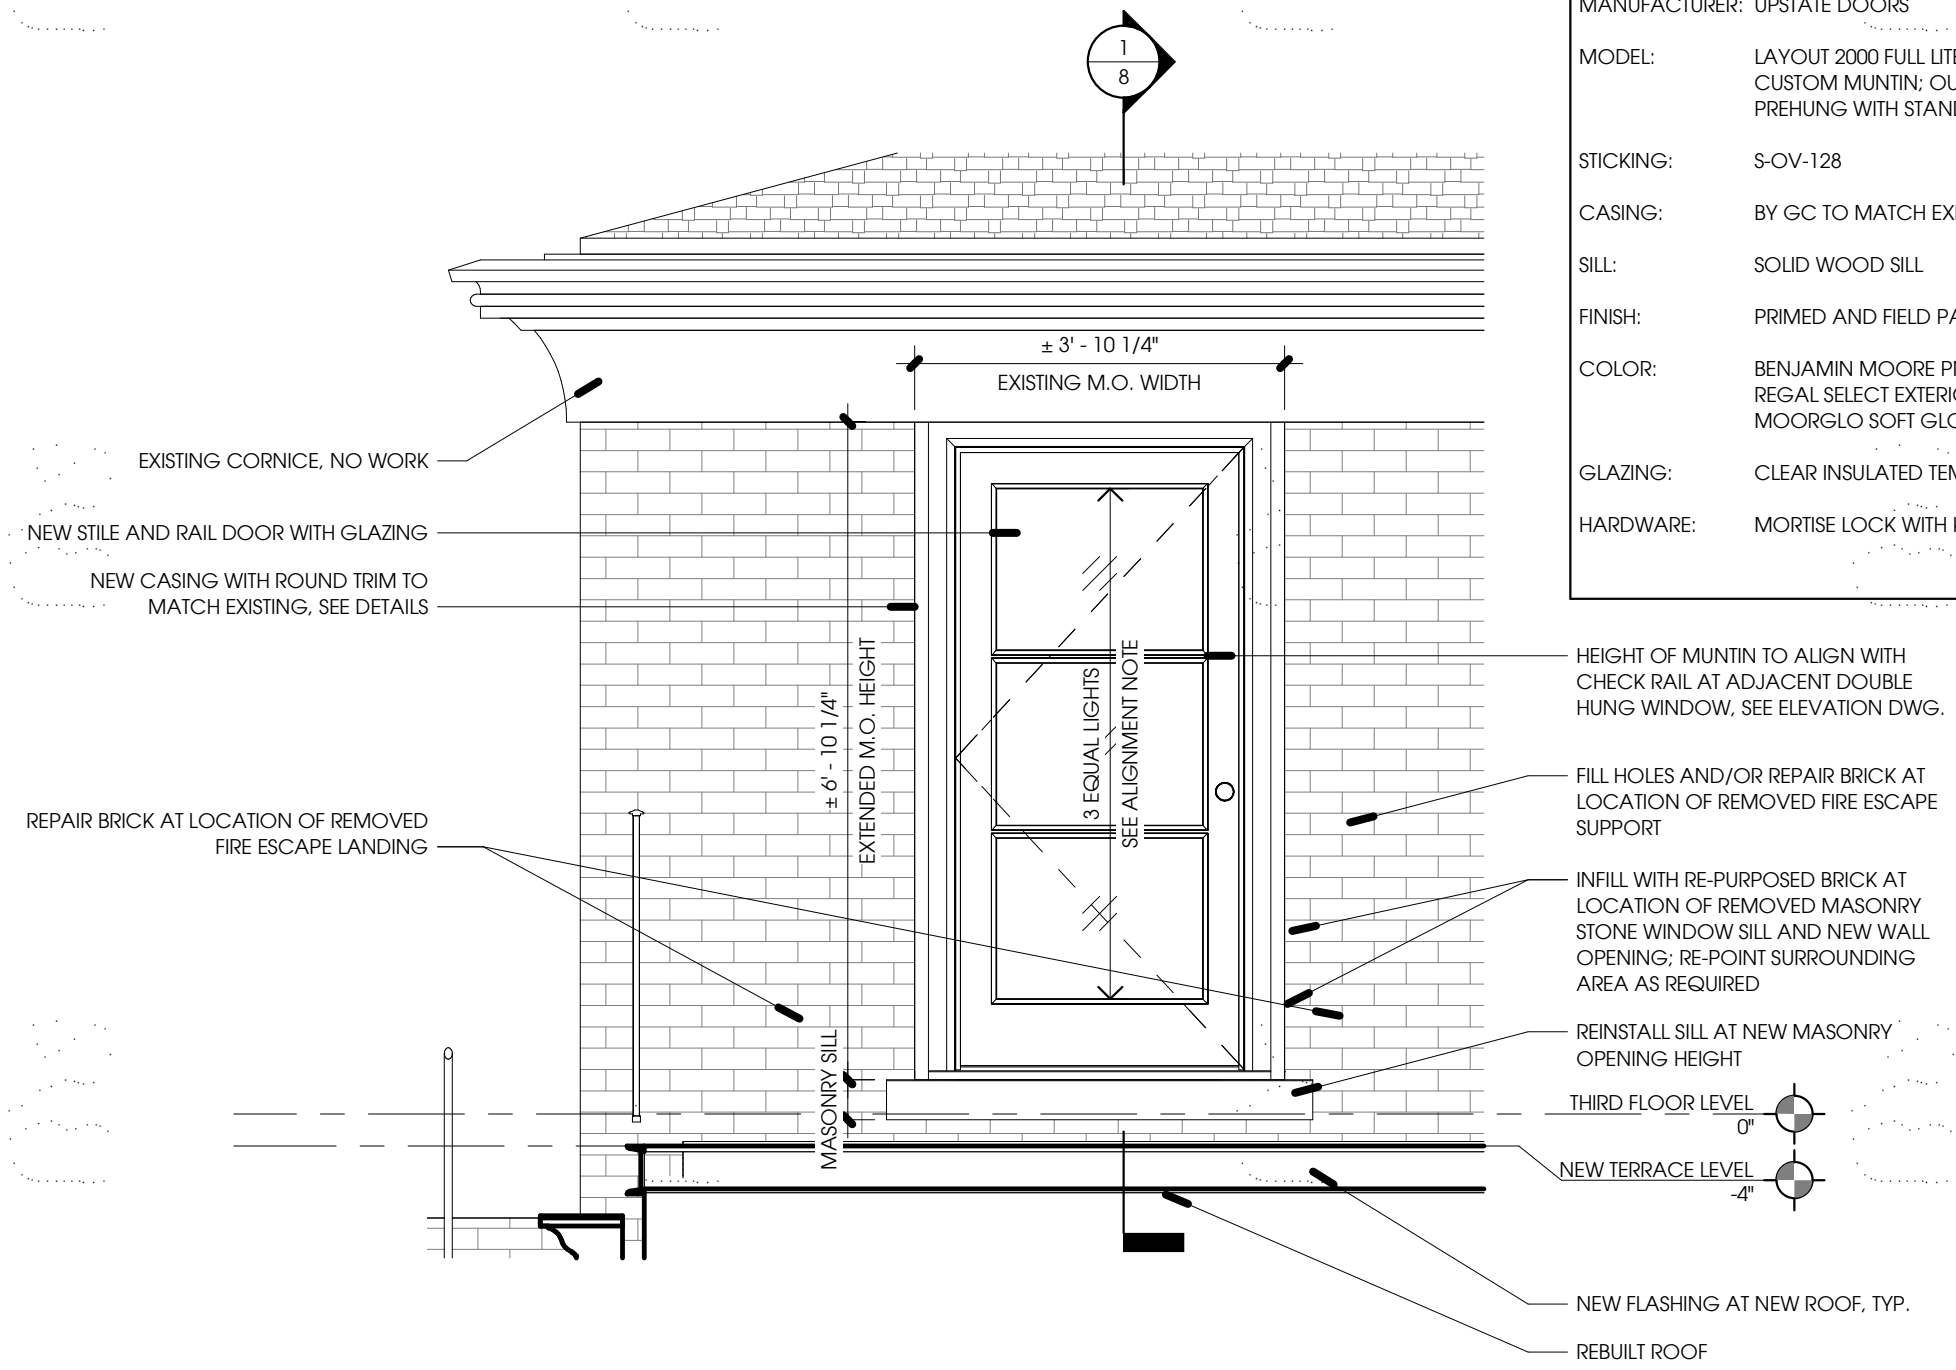 MANUFACTURER: UPSTATE DOORS
MODEL: LAYOUT 2000 FULL LITE
CUSTOM MUNTIN;
PREHUNG WITH
STICKING: S-OV-128
CASING: BY GC TO MATCH
SILL: SOLID WOOD SILL
FINISH: PRIMED AND FIELD
COLOR: BENJAMIN MOORE
REGAL SELECT
MOORGLO SOFT
GLAZING: CLEAR INSULATED
HARDWARE: MORTISE LOCK WITH
1
8
± 3' - 10 1/4"
EXISTING M.O. WIDTH
EXISTING CORNICE, NO WORK
NEW STILE AND RAIL DOOR WITH GLAZING
NEW CASING WITH ROUND TRIM TO
MATCH EXISTING, SEE DETAILS
REPAIR BRICK AT LOCATION OF REMOVED
FIRE ESCAPE LANDING
± 6' - 10 1/4"
EXTENDED M.O. HEIGHT
MASONRY SILL
3 EQUAL LIGHTS
SEE ALIGNMENT NOTE
HEIGHT OF MUNTIN TO ALIGN WITH
CHECK RAIL AT ADJACENT DOUBLE
HUNG WINDOW, SEE ELEVATION DWG.
FILL HOLES AND/OR REPAIR BRICK AT
LOCATION OF REMOVED FIRE ESCAPE
SUPPORT
INFILL WITH RE-PURPOSED BRICK AT
LOCATION OF REMOVED MASONRY
STONE WINDOW SILL AND NEW WALL
OPENING; RE-POINT SURROUNDING
AREA AS REQUIRED
REINSTALL SILL AT NEW MASONRY
OPENING HEIGHT
THIRD FLOOR LEVEL
0"
NEW TERRACE LEVEL
-4"
NEW FLASHING AT NEW ROOF, TYP.
REBUILT ROOF